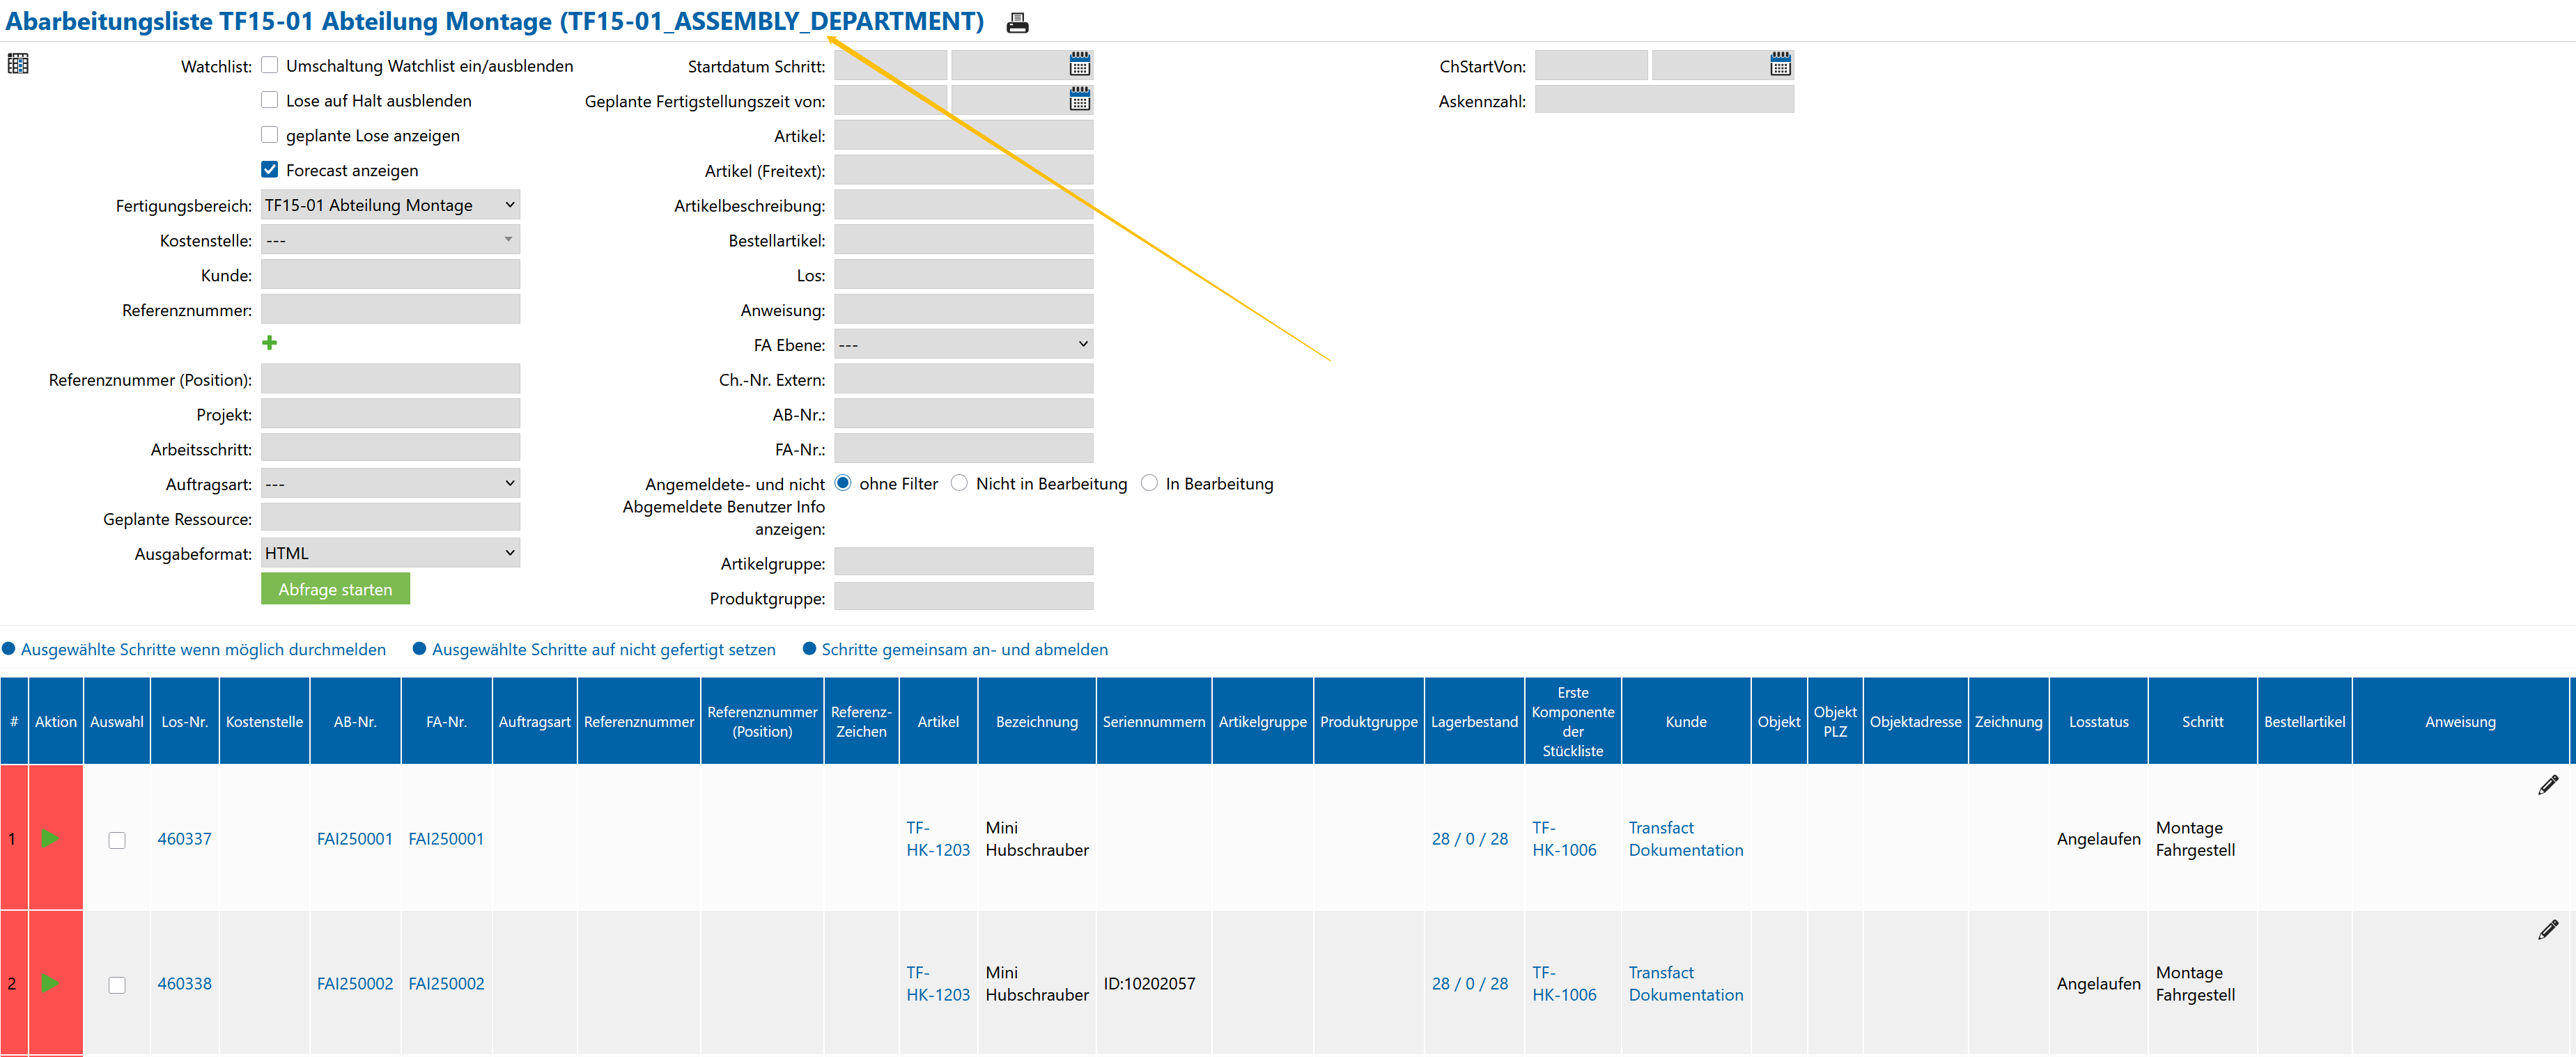 Abarbeitungsliste TF15-01 Abteilung Montage (TF15-01_ASSEMBLY_DEPARTMENT)
Watchlist:
Umschaltung Watchlist ein/ausblenden
Lose auf Halt ausblenden
geplante Lose anzeigen
Forecast anzeigen
Fertigungsbereich: TF15-01 Abteilung Montage
Kostenstelle: ---
Kunde:
Referenznummer:
Referenznummer (Position):
Projekt:
Arbeitsschritt:
Auftragsart: ---
Geplante Ressource:
Ausgabeformat: HTML
Abfrage starten
Startdatum Schritt:
Geplante Fertigstellungszeit von:
Artikel:
Artikel (Freitext):
Artikelbeschreibung:
Bestellartikel:
Los:
Anweisung:
FA Ebene: ---
Ch.-Nr. Extern:
AB-Nr.:
FA-Nr.:
Angemeldete- und nicht
Abgemeldete Benutzer Info
anzeigen:
ohne Filter Nicht in Bearbeitung In Bearbeitung
Artikelgruppe:
Produktgruppe:
ChStartVon:
Askennzahl:
Ausgewählte Schritte wenn möglich durchmelden Ausgewählte Schritte auf nicht gefertigt setzen Schritte gemeinsam an- und abmelden
#
Aktion
Auswahl
Los-Nr.
Kostenstelle
AB-Nr.
FA-Nr.
Auftragsart
Referenznummer
Referenznummer
(Position)
Referenz-
Zeichen
Artikel
Bezeichnung
Seriennummern
Artikelgruppe
Produktgruppe
Lagerbestand
Erste
Komponente
der
Stückliste
Kunde
Objekt
Objekt
PLZ
Objektadresse
Zeichnung
Losstatus
Schritt
Bestellartikel
Anweisung
1
460337
FAI250001
FAI250001
TF-
HK-1203
Mini
Hubschrauber
28 / 0 / 28
TF-
HK-1006
Transfact
Dokumentation
Angelaufen
Montage
Fahrgestell
2
460338
FAI250002
FAI250002
TF-
HK-1203
Mini
Hubschrauber
ID:10202057
28 / 0 / 28
TF-
HK-1006
Transfact
Dokumentation
Angelaufen
Montage
Fahrgestell